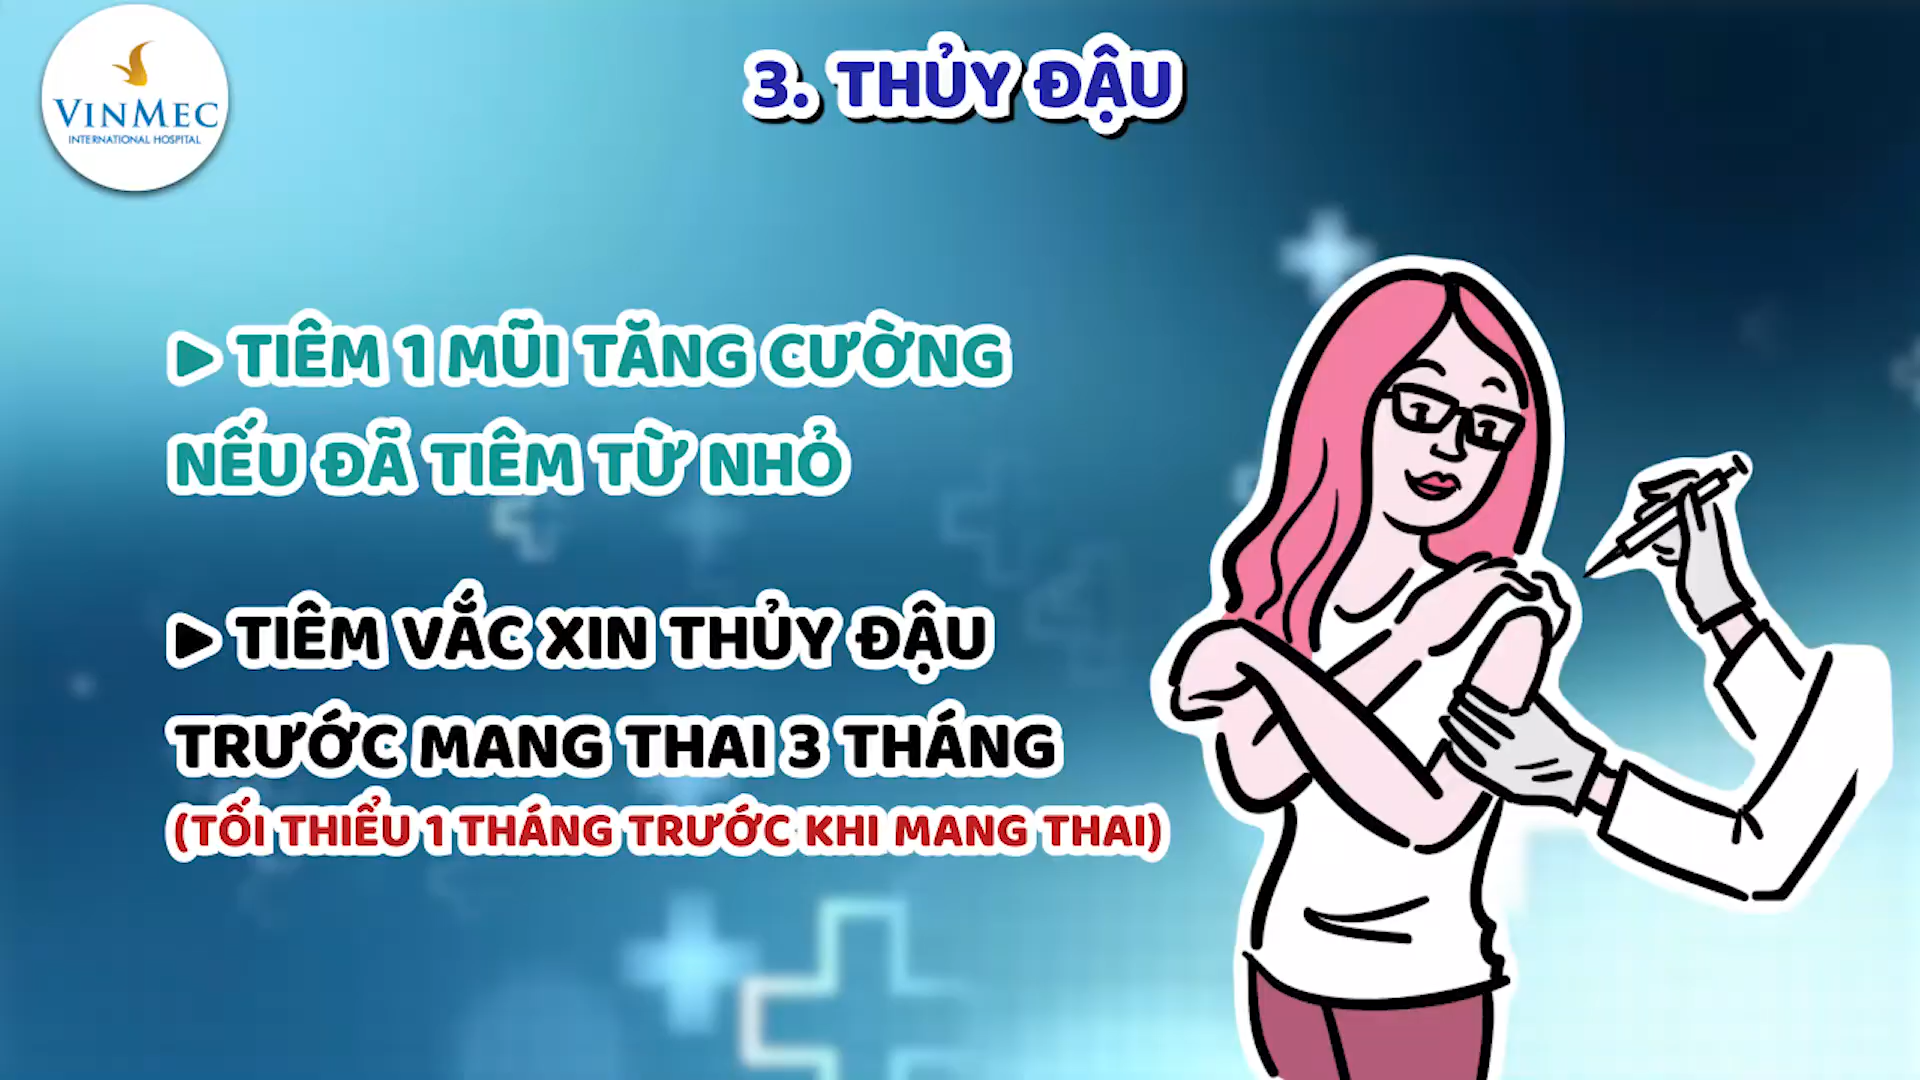 VINMEC
INTERNATIONAL HOSPITAL
3. THỦY ĐẬU
TIÊM 1 MŨI TĂNG CƯỜNG
NẾU ĐÃ TIÊM TỪ NHỎ
TIÊM VẮC XIN THỦY ĐẬU
TRƯỚC MANG THAI 3 THÁNG
(TỐI THIỂU 1 THÁNG TRƯỚC KHI MANG THAI)